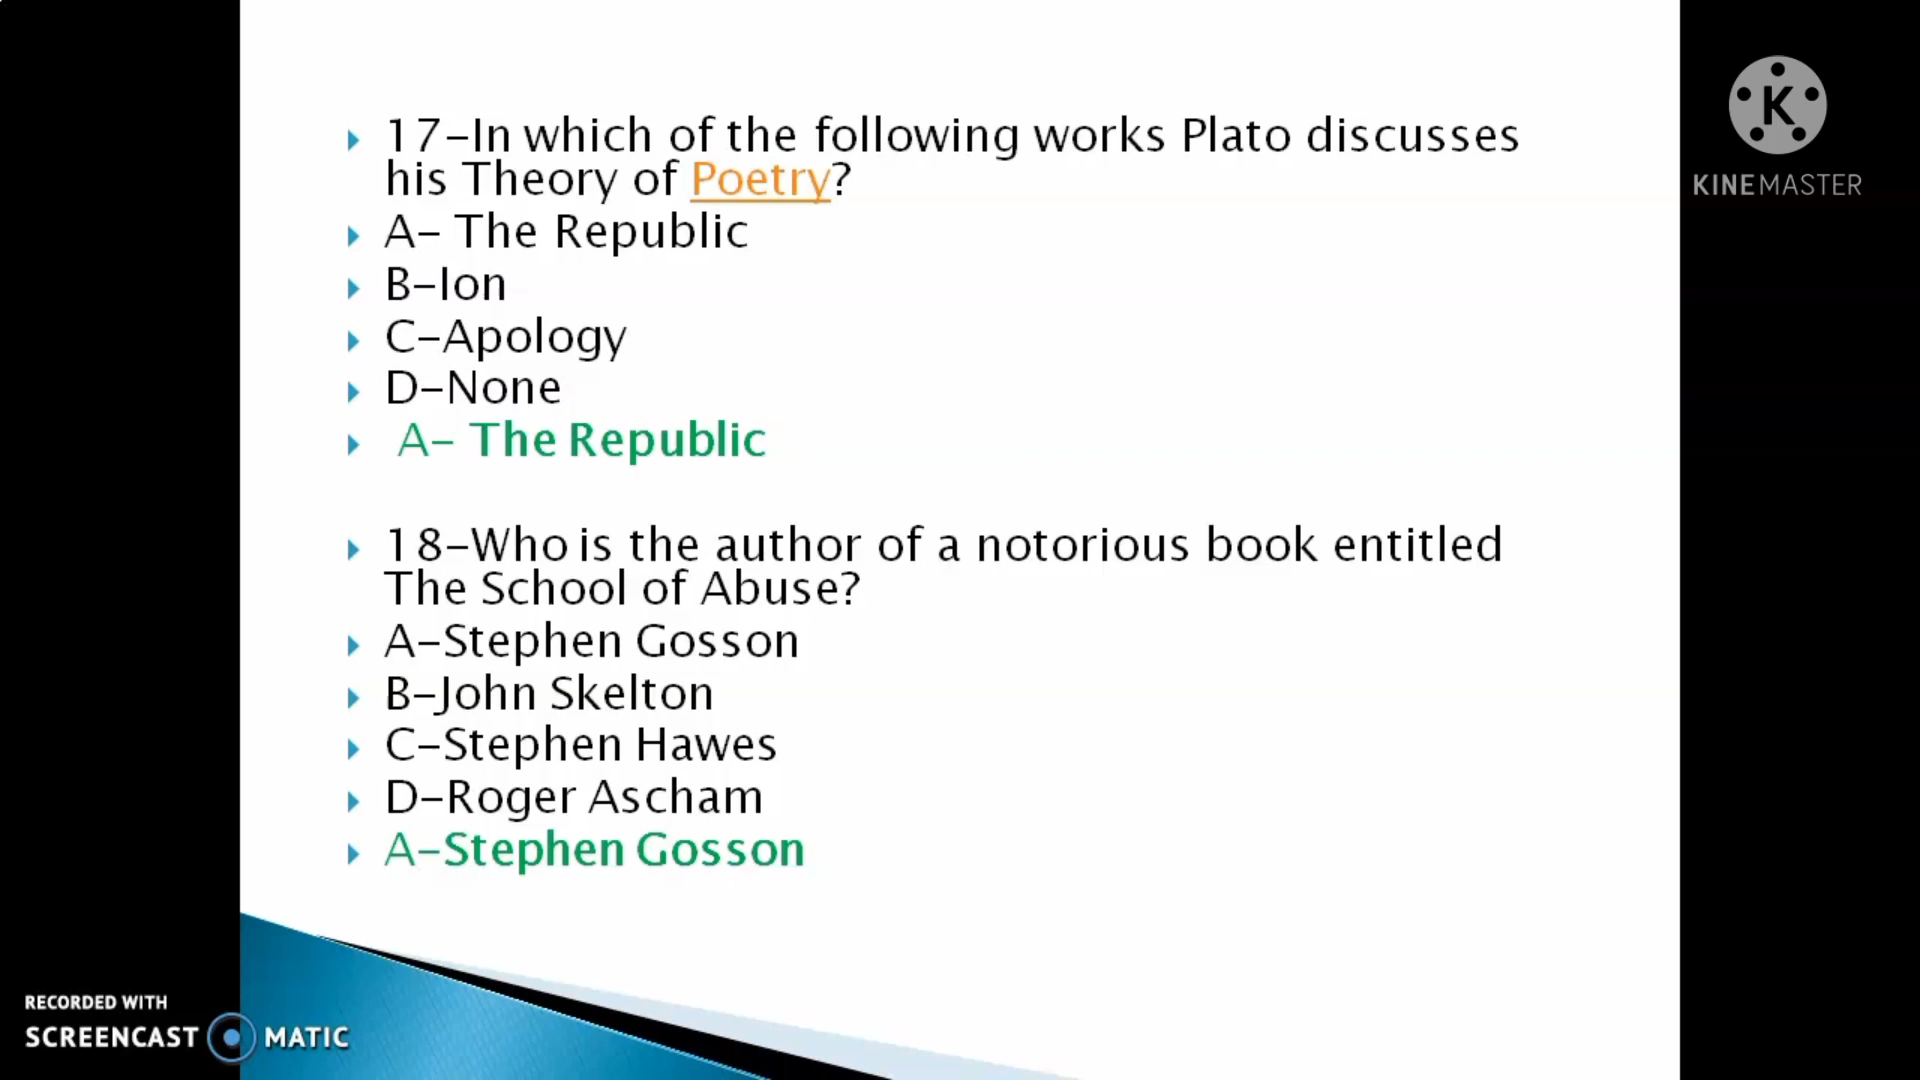 17-In which of the following works Plato discusses
his Theory of Poetry?
A- The Republic
B-Ion
C-Apology
D-None
A- The Republic
18-Who is the author of a notorious book entitled
The School of Abuse?
A-Stephen Gosson
B-John Skelton
C-Stephen Hawes
D-Roger Ascham
A-Stephen Gosson
K
KINEMASTER
RECORDED WITH
SCREENCAST MATIC